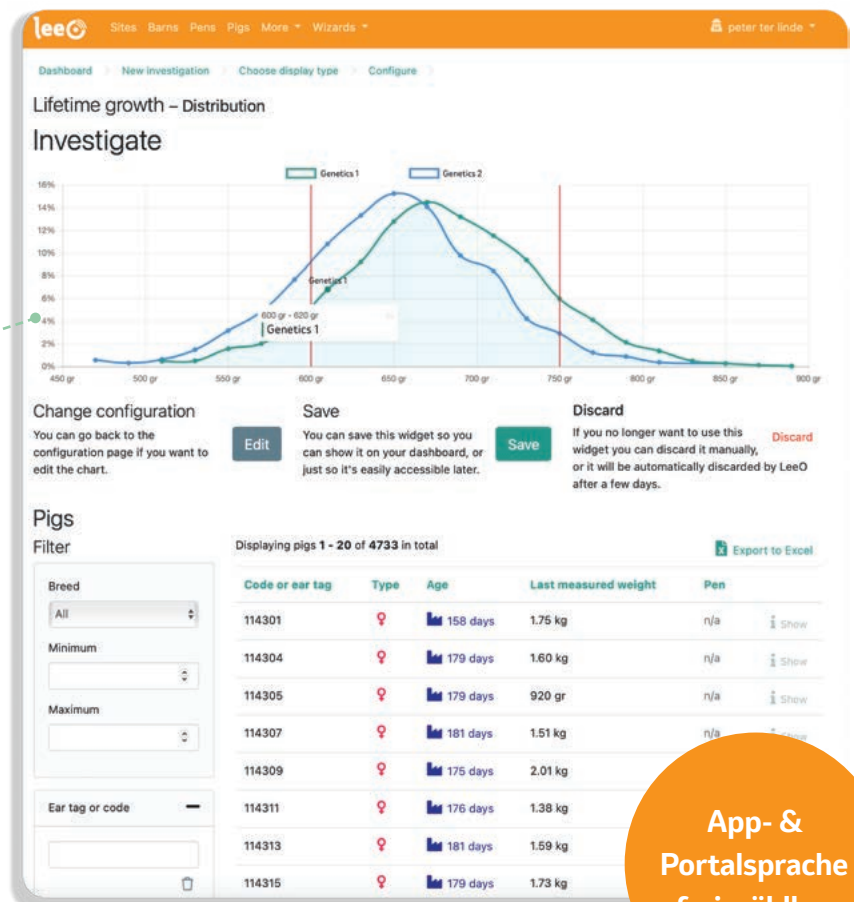 leeO
Sites Barns Pens Pigs More Wizards
peter ter linde
Dashboard New investigation Choose display type Configure
Lifetime growth – Distribution
Investigate
Genetics 1 Genetics 2
16%
14%
12%
10%
8%
6%
4%
2%
0%
Genetics 1
600 gr - 620 gr
Genetics 1
450 gr 500 gr 550 gr 600 gr 650 gr 700 gr 750 gr 800 gr 850 gr 900 gr
Change configuration
You can go back to the
configuration page if you want to
edit the chart.
Edit
Save
You can save this widget so you
can show it on your dashboard, or
just so it's easily accessible later.
Save
Discard
If you no longer want to use this
widget you can discard it manually,
or it will be automatically discarded by LeeO
after a few days.
Discard
Pigs
Filter
Breed
All
Minimum
Maximum
Ear tag or code
Displaying pigs 1 - 20 of 4733 in total
Export to Excel
Code or ear tag Type Age Last measured weight Pen
114301 ♀ 158 days 1.75 kg n/a Show
114304 ♀ 179 days 1.60 kg n/a Show
114305 ♀ 179 days 920 gr n/a Show
114307 ♀ 181 days 1.51 kg n/a Show
114309 ♀ 175 days 2.01 kg
114311 ♀ 176 days 1.38 kg
114313 ♀ 181 days 1.59 kg
114315 ♀ 179 days 1.73 kg
App- &
Portalsprache